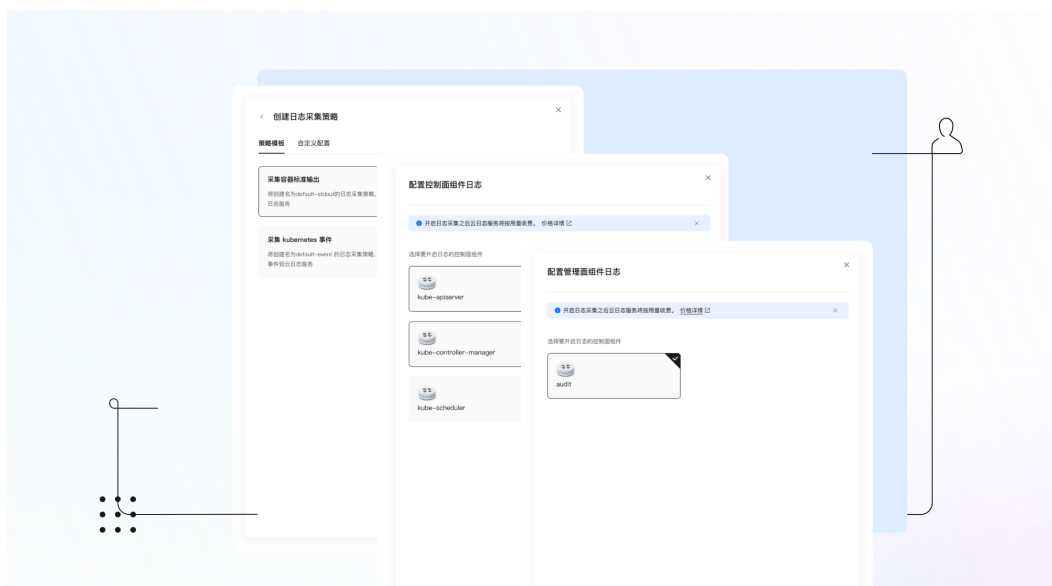 创建日志采集策略
策略模板 自定义配置
采集容器标准输出
将创建名为default-stdout的日志采集策略,
日志服务
采集 kubernetes 事件
将创建名为default-event 的日志采集策略,
事件到云日志服务
配置控制面组件日志
开启日志采集之后云日志服务将按用量收费。 价格详情
选择要开启日志的控制面组件
kube-apiserver
kube-controller-manager
kube-scheduler
配置管理面组件日志
开启日志采集之后云日志服务将按用量收费。 价格详情
选择要开启日志的控制面组件
audit